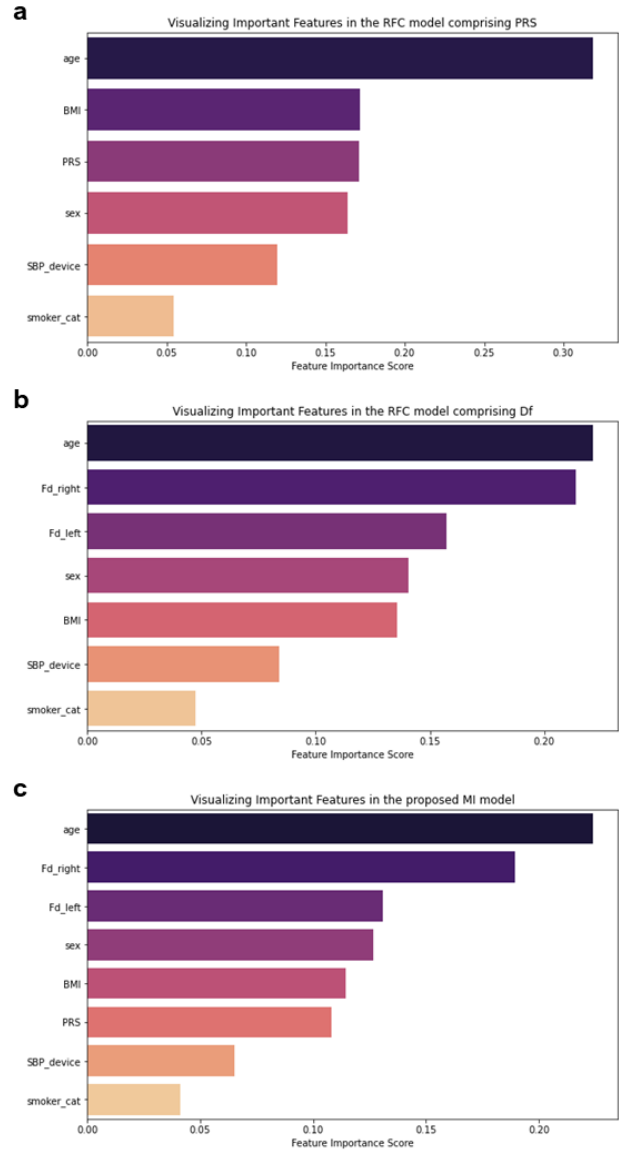 a
Visualizing Important Features in the RFC model comprising PRS
age
BMI
PRS
sex
SBP_device
smoker_cat
0.00 0.05 0.10 0.15 0.20 0.25 0.30
Feature Importance Score
b
Visualizing Important Features in the RFC model comprising Df
age
Fd_right
Fd_left
sex
BMI
SBP_device
smoker_cat
0.00 0.05 0.10 0.15 0.20
Feature Importance Score
c
Visualizing Important Features in the proposed MI model
age
Fd_right
Fd_left
sex
BMI
PRS
SBP_device
smoker_cat
0.00 0.05 0.10 0.15 0.20
Feature Importance Score